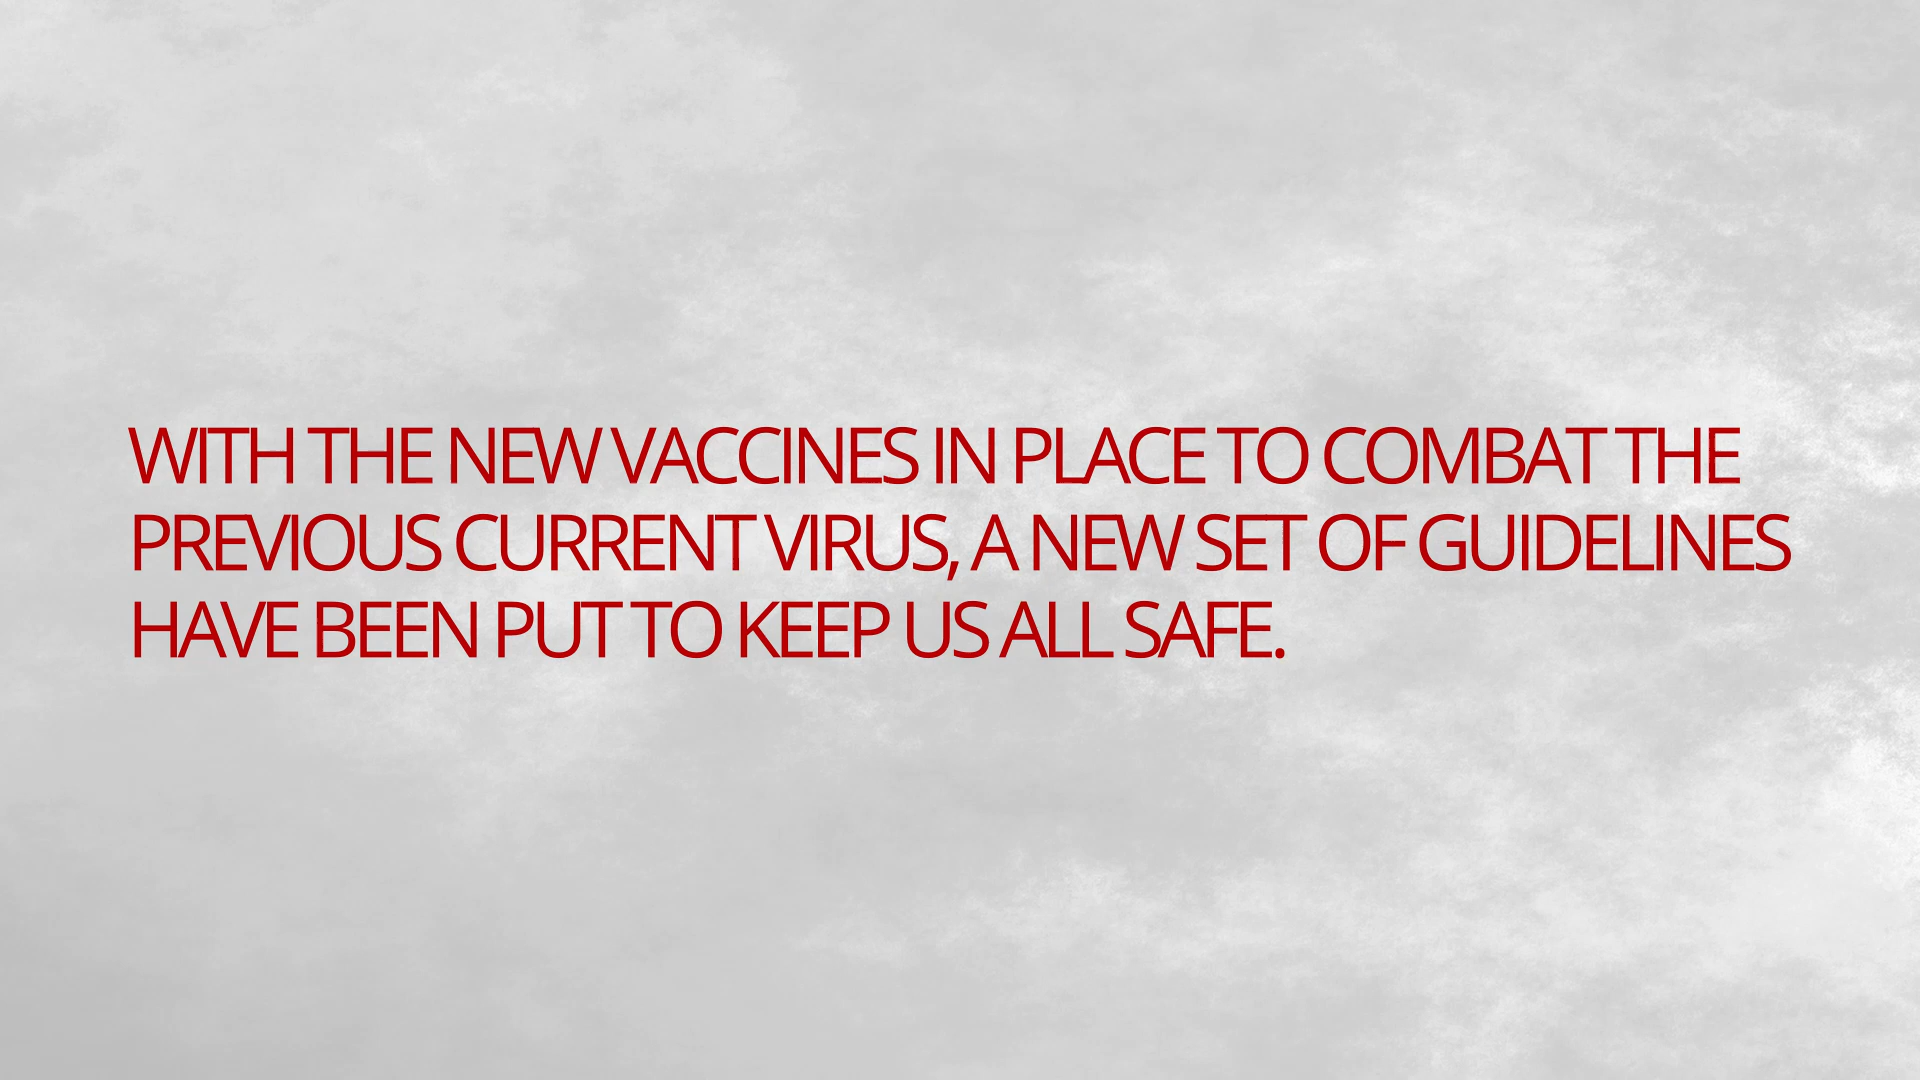 WITH THE NEW VACCINES IN PLACE TO COMBAT THE
PREVIOUS CURRENT VIRUS, A NEW SET OF GUIDELINES
HAVE BEEN PUT TO KEEP US ALL SAFE.